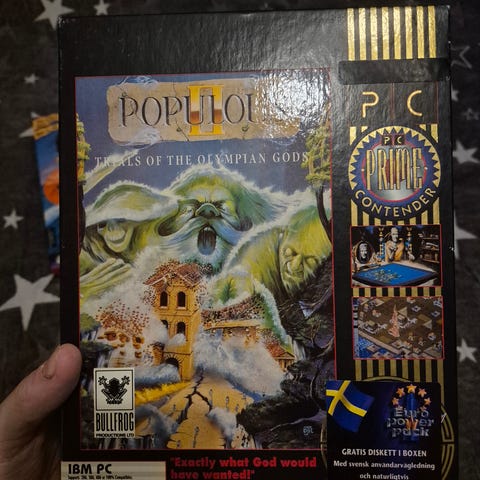 POPULOUS
II
TRIALS OF THE OLYMPIAN GODS
PC
PC
PRIME
CONTENDER
BULLFROG
PRODUCTIONS LTD
IBM PC
"Exactly what God would
have wanted!"
Euro
power
pack
GRATIS DISKETT I BOXEN
Med svensk användarvägledning
och naturligtvis